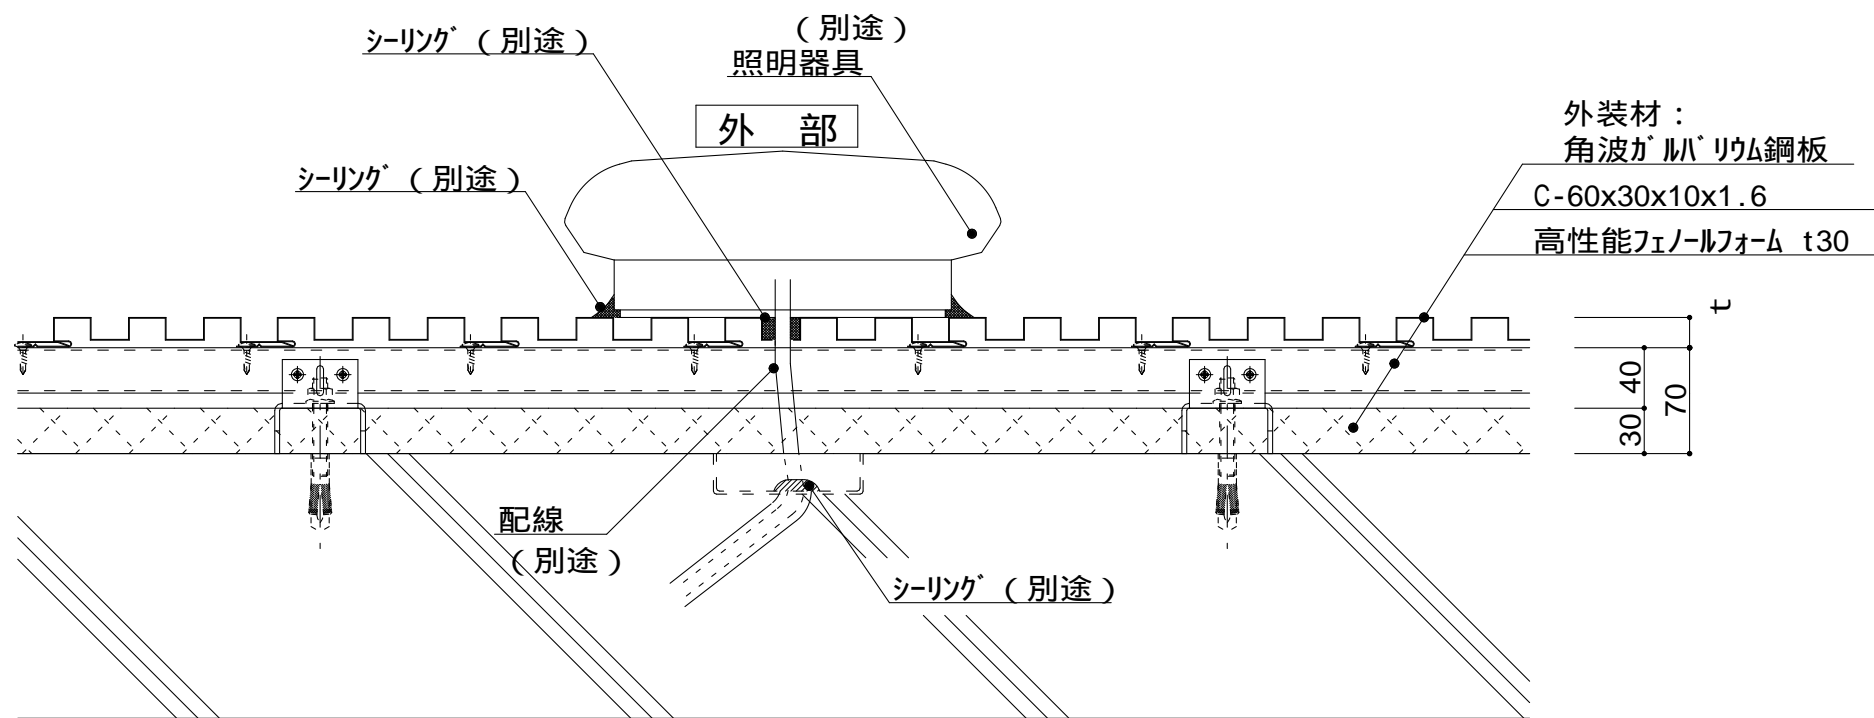 （別途）
照明器具
ｼｰﾘﾝｸﾞ（別途）
外　部
ｼｰﾘﾝｸﾞ（別途）
外装材：
角波ｶﾞﾙﾊﾞﾘｳﾑ鋼板
C-60x30x10x1.6
高性能ﾌｪﾉｰﾙﾌｫｰﾑ t30
t
40
70
30
配線
（別途）
ｼｰﾘﾝｸﾞ（別途）